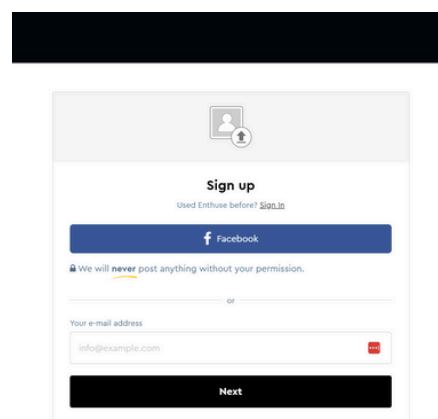 Sign up
Used Enthuse before? Sign In
Facebook
We will never post anything without your permission.
or
Your e-mail address
info@example.com
Next